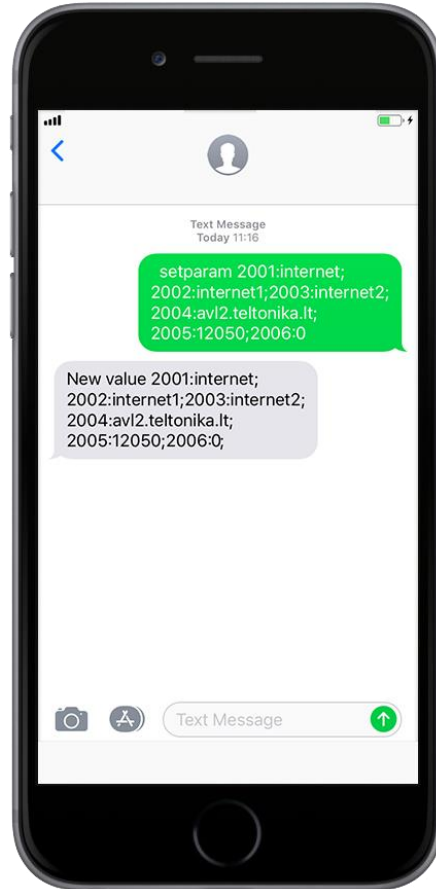 Text Message
Today 11:16
setparam 2001:internet;
2002:internet1;2003:internet2;
2004:avl2.teltonika.lt;
2005:12050;2006:0
New value 2001:internet;
2002:internet1;2003:internet2;
2004:avl2.teltonika.lt;
2005:12050;2006:0;
Text Message